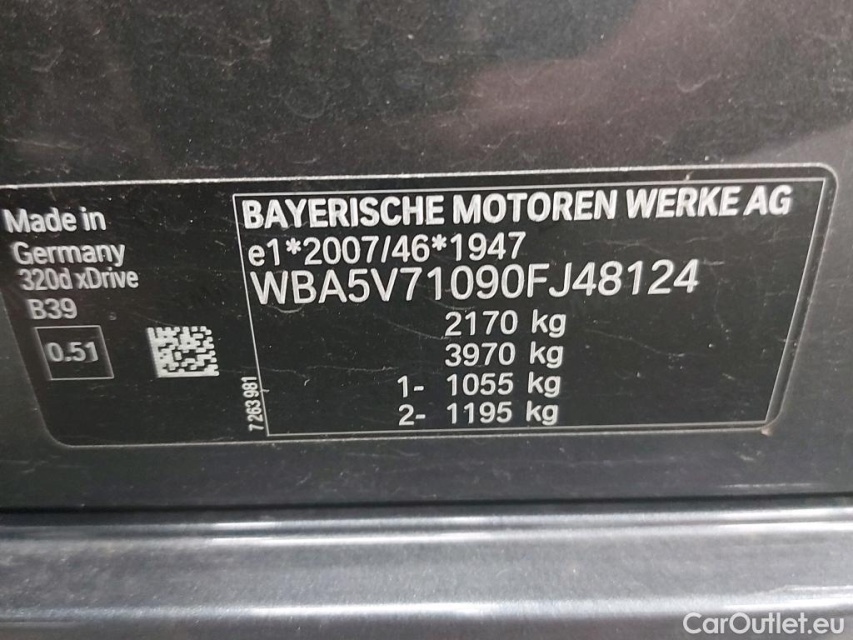 Made in
Germany
320d xDrive
B39
0.51
7 263 981
BAYERISCHE MOTOREN WERKE AG
e1*2007/46*1947
WBA5V71090FJ48124
2170 kg
3970 kg
1- 1055 kg
2- 1195 kg
CarOutlet.eu